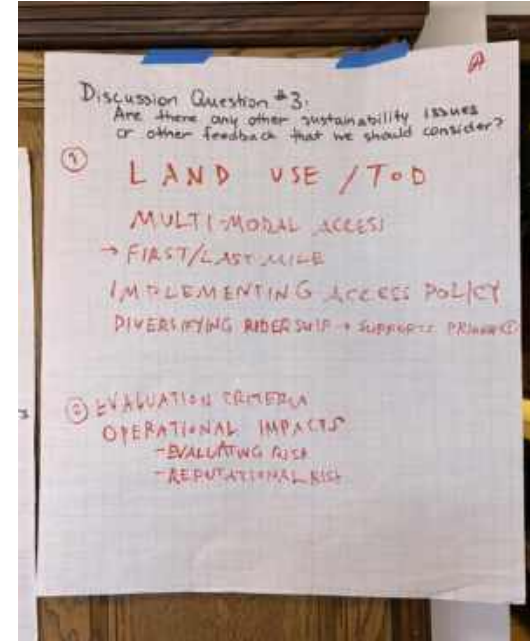 A
Discussion Question #3:
Are there any other sustainability issues
or other feedback that we should consider?
① LAND USE / TOD
MULTI-MODAL ACCESS
→ FIRST/LAST MILE
IMPLEMENTING ACCESS POLICY
DIVERSIFYING RIDERSHIP → SUPPORTS
② EVALUATION CRITERIA
OPERATIONAL IMPACTS
- EVALUATING RISK
- REPUTATIONAL RISK